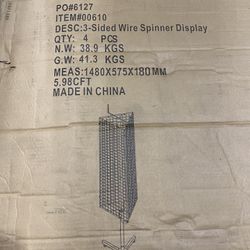 PO#6127
ITEM#00610
DESC:3-Sided Wire Spinner Display
QTY: 4 PCS
N.W: 38.9 KGS
G.W: 41.3 KGS
MEAS:1480X575X180MM
5.98CFT
MADE IN CHINA